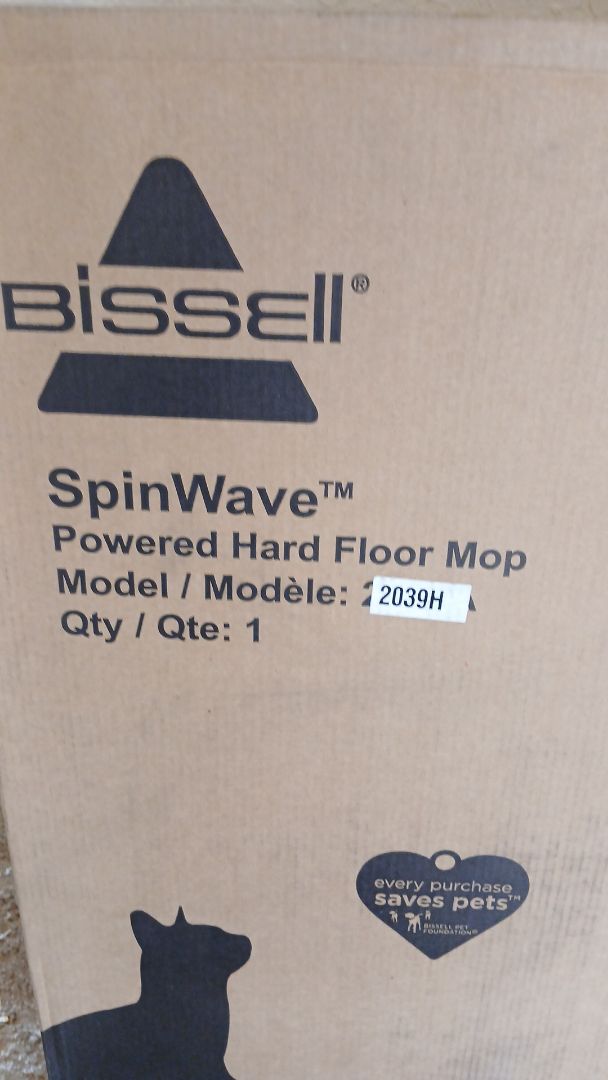 BISSELL®
SpinWave™
Powered Hard Floor Mop
Model / Modèle: 2039H
Qty / Qte: 1
every purchase
saves pets™
BISSELL PET
FOUNDATION®